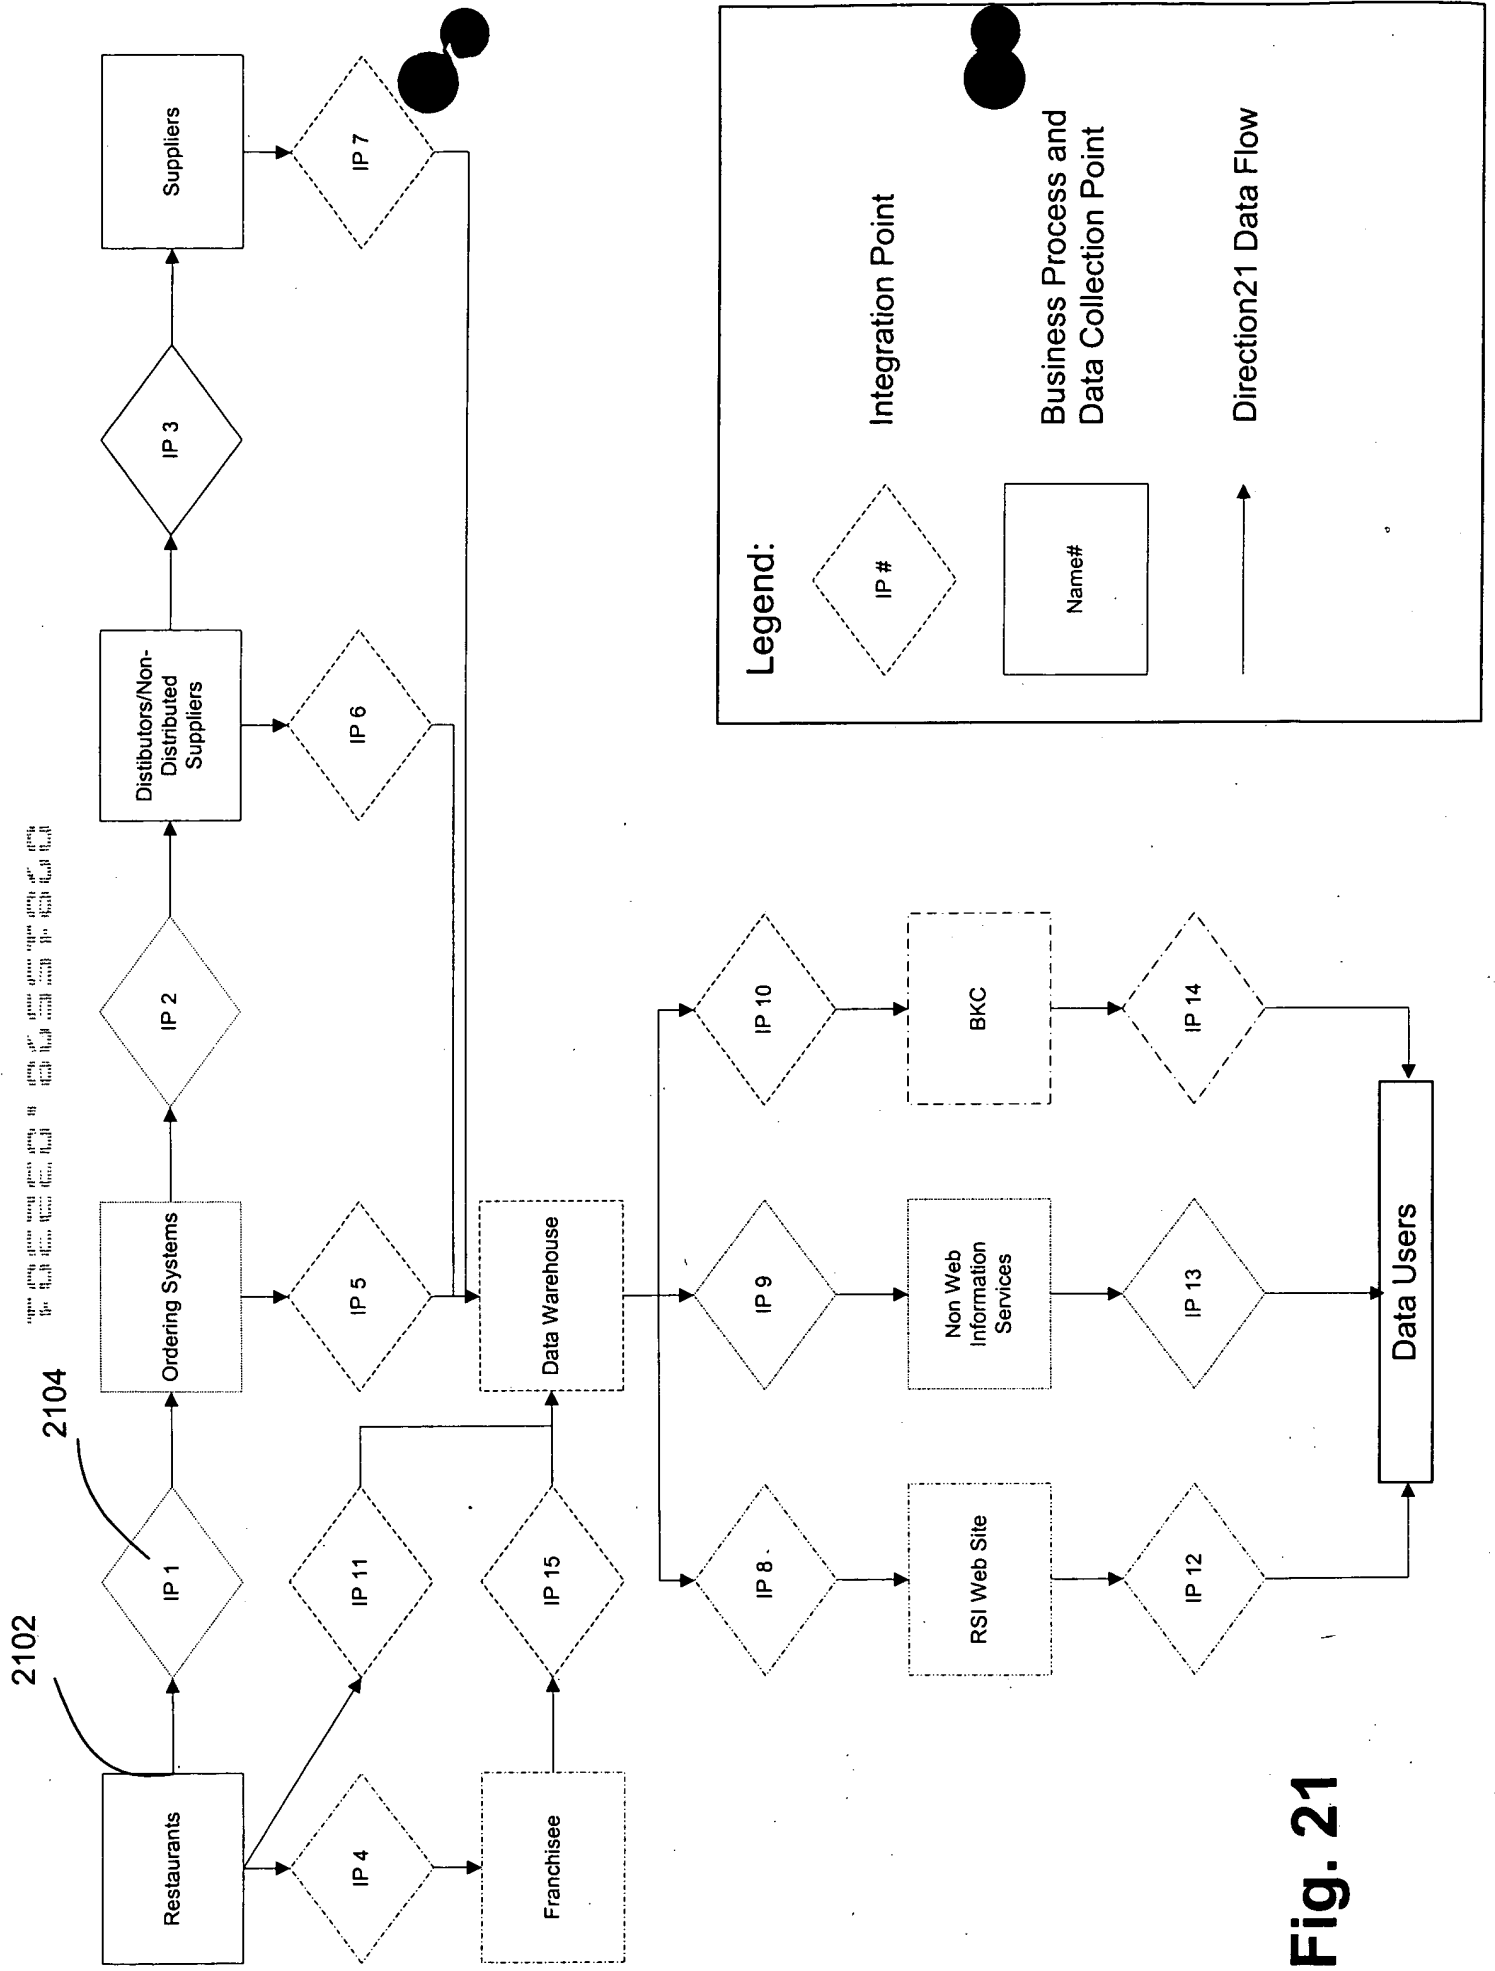 2102
2104
Restaurants
IP 1
Ordering Systems
IP 2
Distibutors/Non-
Distributed
Suppliers
IP 3
Suppliers
IP 4
IP 11
IP 5
IP 6
IP 7
Franchisee
IP 15
Data Warehouse
IP 8
IP 9
IP 10
RSI Web Site
Non Web
Information
Services
BKC
IP 12
IP 13
IP 14
Data Users
Legend:
IP #
Integration Point
Name#
Business Process and
Data Collection Point
Direction21 Data Flow
Fig. 21